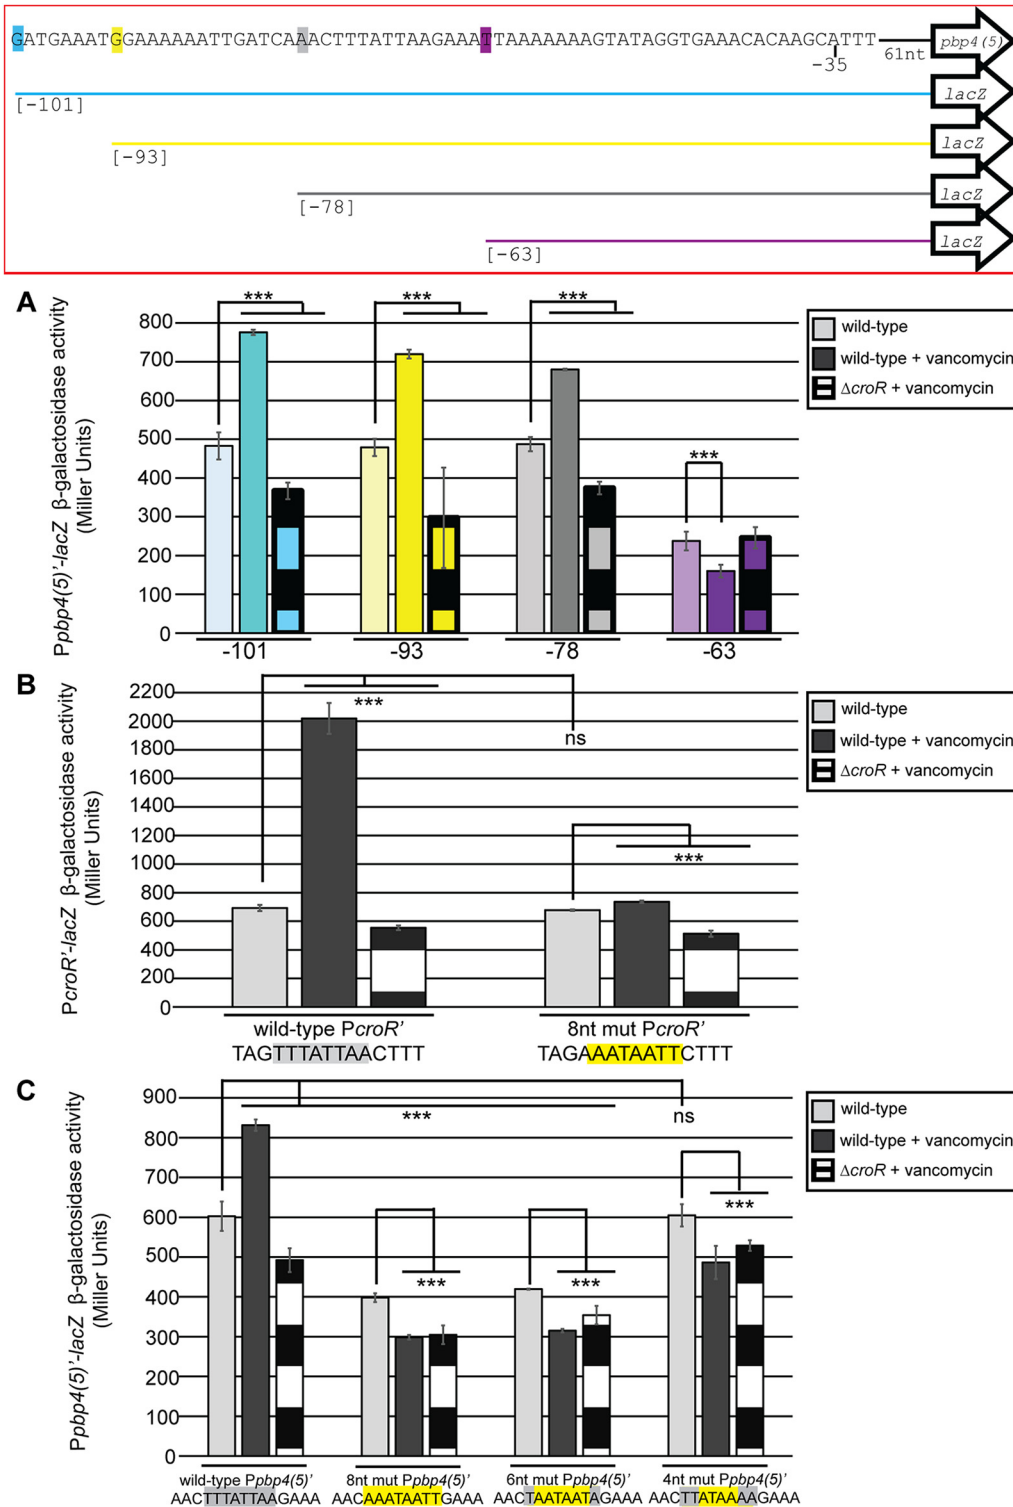 GATGAAATGGAAAAAATTGATCAAACTTTATTAAGAAATTAAAAAAAGTATAGGTGAAACACAAGCATTT 61nt pbp4(5)
-35
[-101] lacZ
[-93] lacZ
[-78] lacZ
[-63] lacZ
A
Ppbp4(5)'-lacZ β-galactosidase activity
(Miller Units)
800
700
600
500
400
300
200
100
0
*** *** *** ***
-101 -93 -78 -63
wild-type
wild-type + vancomycin
ΔcroR + vancomycin
B
PcroR'-lacZ β-galactosidase activity
(Miller Units)
2200
2000
1800
1600
1400
1200
1000
800
600
400
200
0
***
ns
***
wild-type PcroR' 8nt mut PcroR'
TAGTTTATTAACTTT TAGAAATAATTCTTT
wild-type
wild-type + vancomycin
ΔcroR + vancomycin
C
Ppbp4(5)'-lacZ β-galactosidase activity
(Miller Units)
900
800
700
600
500
400
300
200
100
0
*** ns
*** *** ***
wild-type Ppbp4(5)' 8nt mut Ppbp4(5)' 6nt mut Ppbp4(5)' 4nt mut Ppbp4(5)'
AACTTTATTAAGAAA AACAAATAATTGAAA AACTAATAATAGAAA AACTTATAAAAGAAA
wild-type
wild-type + vancomycin
ΔcroR + vancomycin